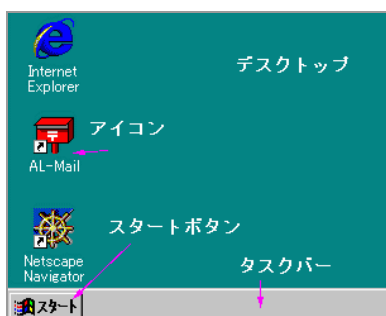 デスクトップ
Internet
Explorer
アイコン
AL-Mail
スタートボタン
Netscape
Navigator
タスクバー
スタート